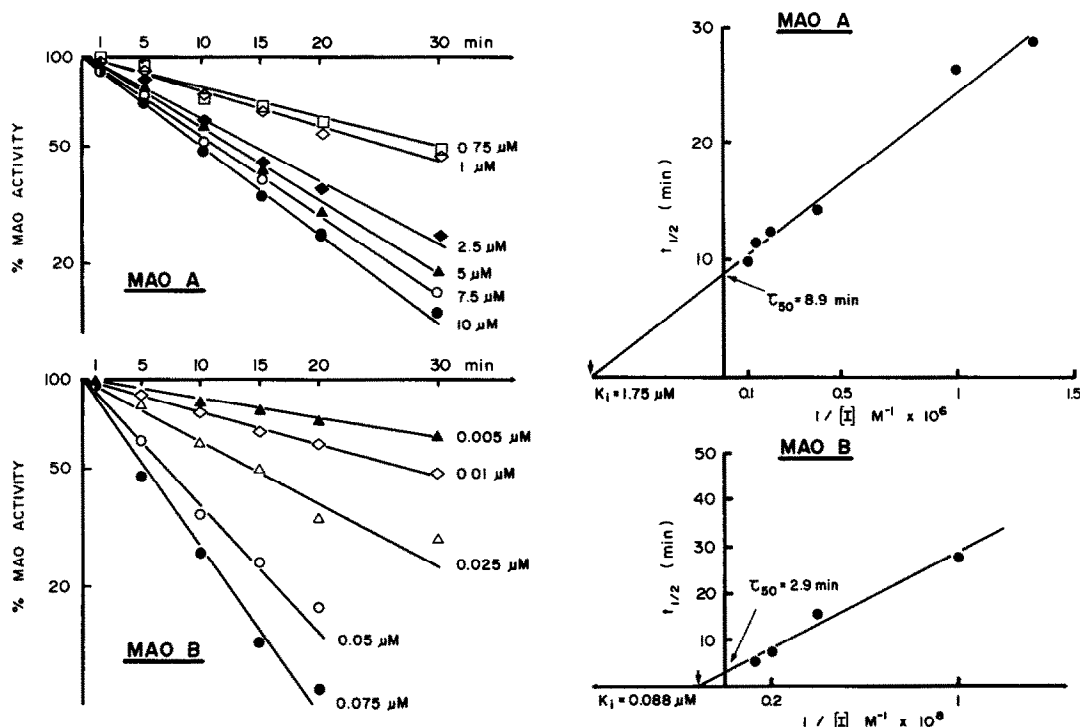 1 5 10 15 20 30 min
100
50
20
% MAO ACTIVITY
MAO A
0.75 µM
1 µM
2.5 µM
5 µM
7.5 µM
10 µM
1 5 10 15 20 30 min
100
50
20
% MAO ACTIVITY
MAO B
0.005 µM
0.01 µM
0.025 µM
0.05 µM
0.075 µM
MAO A
30
20
10
t1/2 (min)
τ50 = 8.9 min
Ki = 1.75 µM
0.1 0.5 1 1.5
1 / [I] M-1 x 10^6
MAO B
50
40
30
20
10
t1/2 (min)
τ50 = 2.9 min
Ki = 0.088 µM
0.2 1
1 / [I] M-1 x 10^8